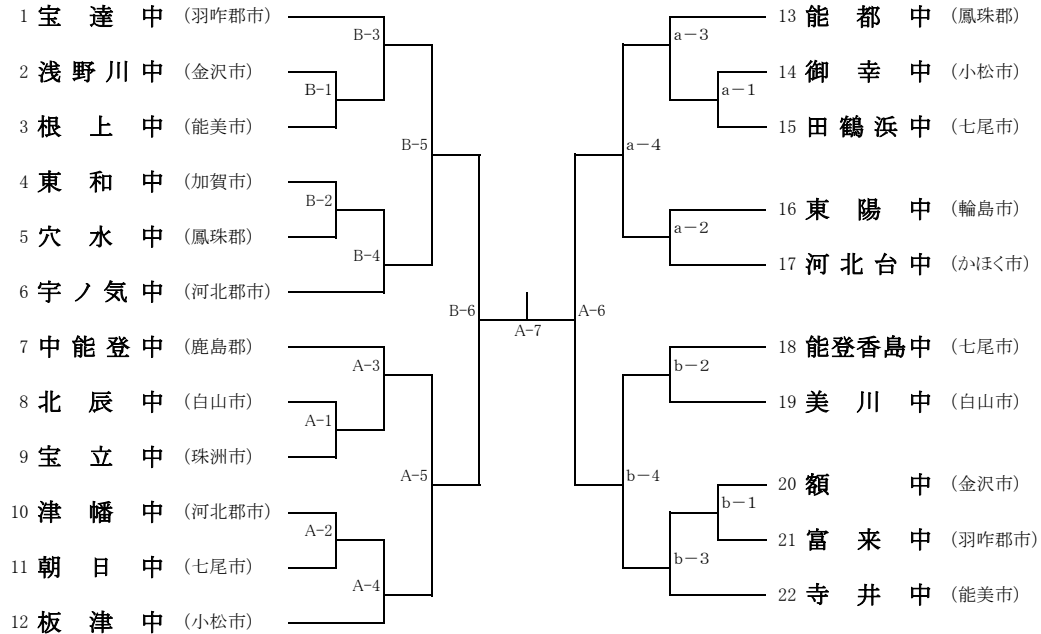 1 宝達中 (羽咋郡市)
B-3
2 浅野川中 (金沢市)
B-1
3 根上中 (能美市)
B-5
4 東和中 (加賀市)
B-2
5 穴水中 (鳳珠郡)
B-4
6 宇ノ気中 (河北郡市)
B-6
7 中能登中 (鹿島郡)
A-3
8 北辰中 (白山市)
A-1
9 宝立中 (珠洲市)
A-5
10 津幡中 (河北郡市)
A-2
11 朝日中 (七尾市)
A-4
12 板津中 (小松市)
A-7
13 能都中 (鳳珠郡)
a-3
14 御幸中 (小松市)
a-1
15 田鶴浜中 (七尾市)
a-4
16 東陽中 (輪島市)
a-2
17 河北台中 (かほく市)
A-6
18 能登香島中 (七尾市)
b-2
19 美川中 (白山市)
b-4
20 額中 (金沢市)
b-1
21 富来中 (羽咋郡市)
b-3
22 寺井中 (能美市)